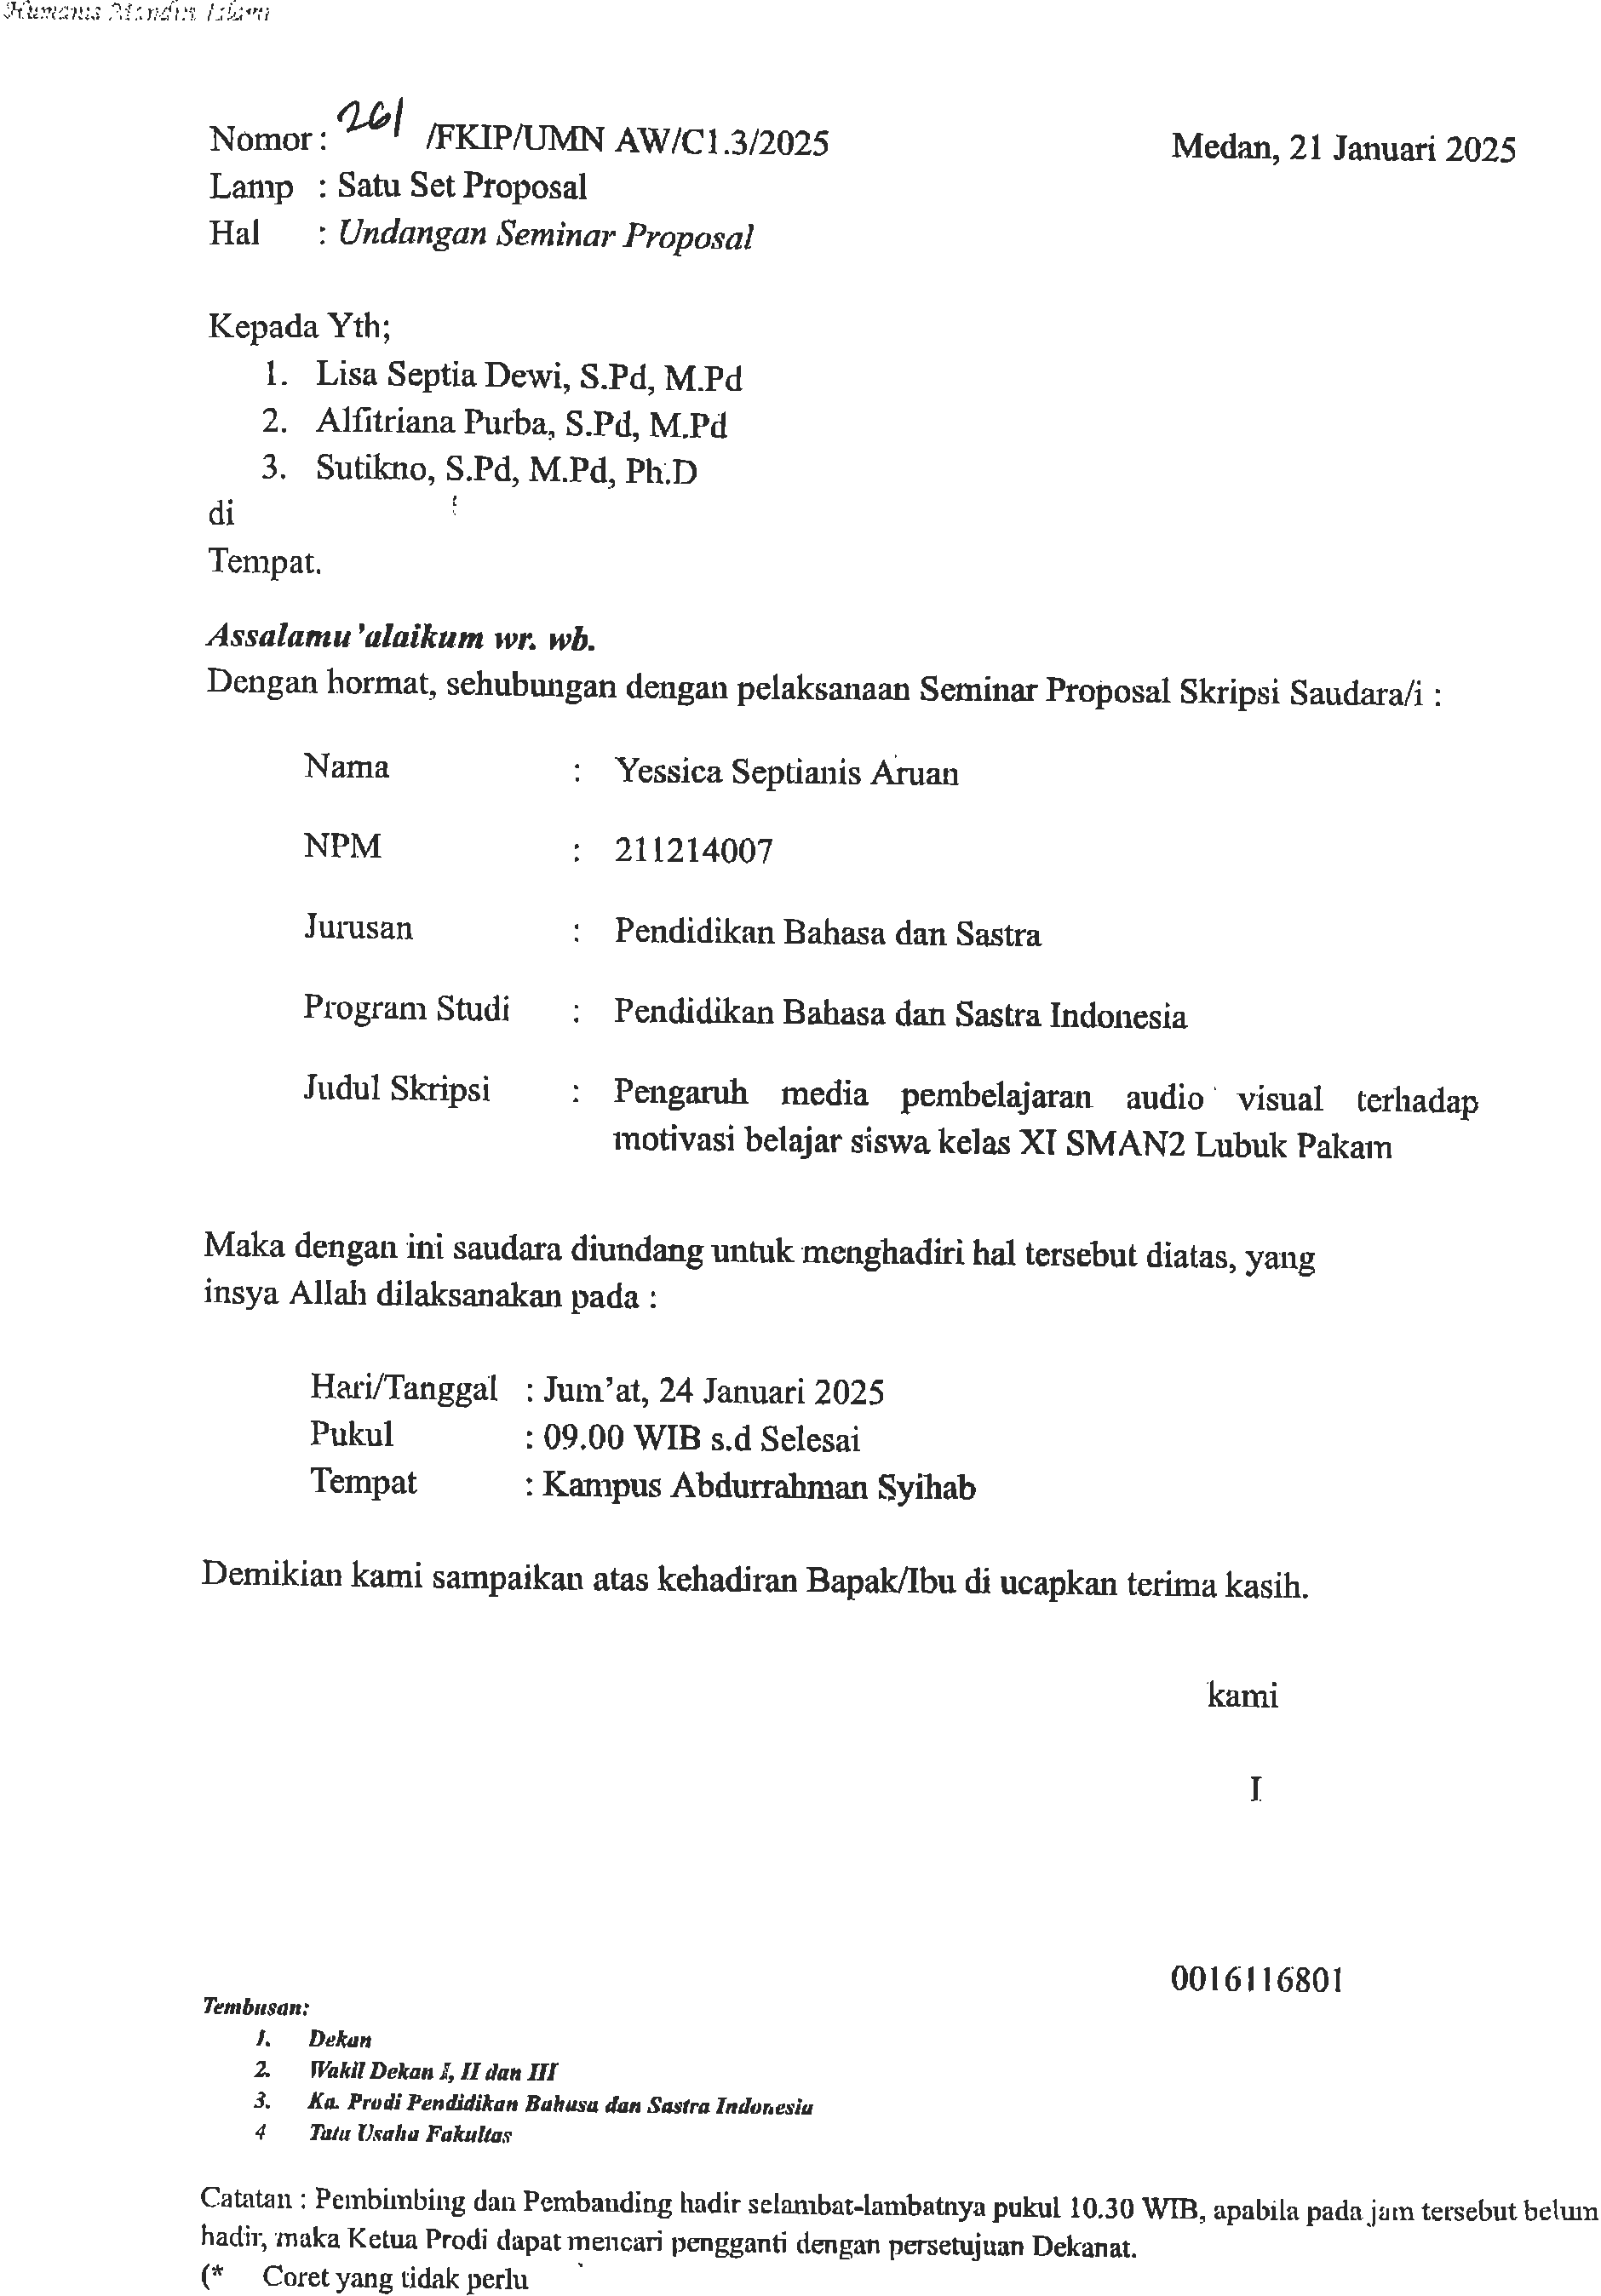 Humanis Mandiri Islami
Nomor : 261 /FKIP/UMN AW/C1.3/2025 Medan, 21 Januari 2025
Lamp : Satu Set Proposal
Hal : Undangan Seminar Proposal
Kepada Yth;
1. Lisa Septia Dewi, S.Pd, M.Pd
2. Alfitriana Purba, S.Pd, M.Pd
3. Sutikno, S.Pd, M.Pd, Ph.D
di
Tempat.
Assalamu'alaikum wr. wb.
Dengan hormat, sehubungan dengan pelaksanaan Seminar Proposal Skripsi Saudara/i :
Nama : Yessica Septianis Aruan
NPM : 211214007
Jurusan : Pendidikan Bahasa dan Sastra
Program Studi : Pendidikan Bahasa dan Sastra Indonesia
Judul Skripsi : Pengaruh media pembelajaran audio visual terhadap
motivasi belajar siswa kelas XI SMAN2 Lubuk Pakam
Maka dengan ini saudara diundang untuk menghadiri hal tersebut diatas, yang
insya Allah dilaksanakan pada :
Hari/Tanggal : Jum'at, 24 Januari 2025
Pukul : 09.00 WIB s.d Selesai
Tempat : Kampus Abdurrahman Syihab
Demikian kami sampaikan atas kehadiran Bapak/Ibu di ucapkan terima kasih.
kami
I
0016116801
Tembusan:
1. Dekan
2. Wakil Dekan I, II dan III
3. Ka. Prodi Pendidikan Bahasa dan Sastra Indonesia
4 Tata Usaha Fakultas
Catatan : Pembimbing dan Pembanding hadir selambat-lambatnya pukul 10.30 WIB, apabila pada jam tersebut belum
hadir, maka Ketua Prodi dapat mencari pengganti dengan persetujuan Dekanat.
(* Coret yang tidak perlu